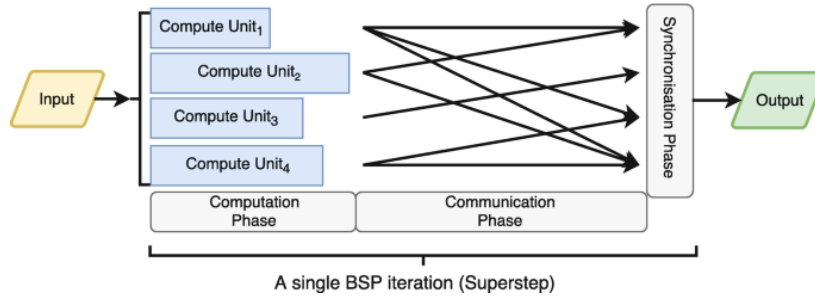 Input
Compute Unit₁
Compute Unit₂
Compute Unit₃
Compute Unit₄
Synchronisation Phase
Output
Computation
Phase
Communication
Phase
A single BSP iteration (Superstep)